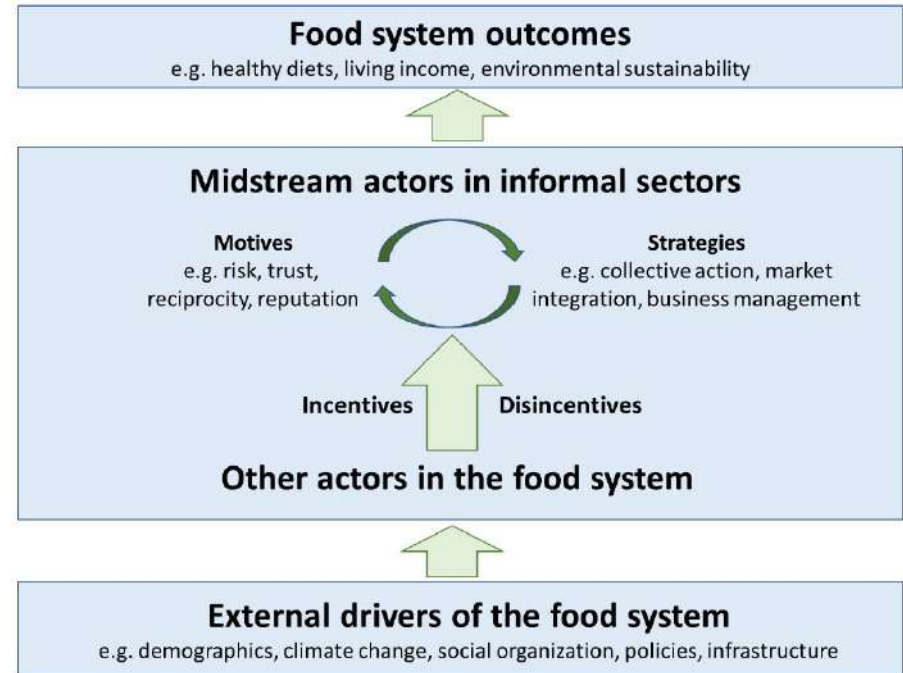 Food system outcomes
e.g. healthy diets, living income, environmental sustainability
Midstream actors in informal sectors
Motives
e.g. risk, trust,
reciprocity, reputation
Strategies
e.g. collective action, market
integration, business management
Incentives
Disincentives
Other actors in the food system
External drivers of the food system
e.g. demographics, climate change, social organization, policies, infrastructure